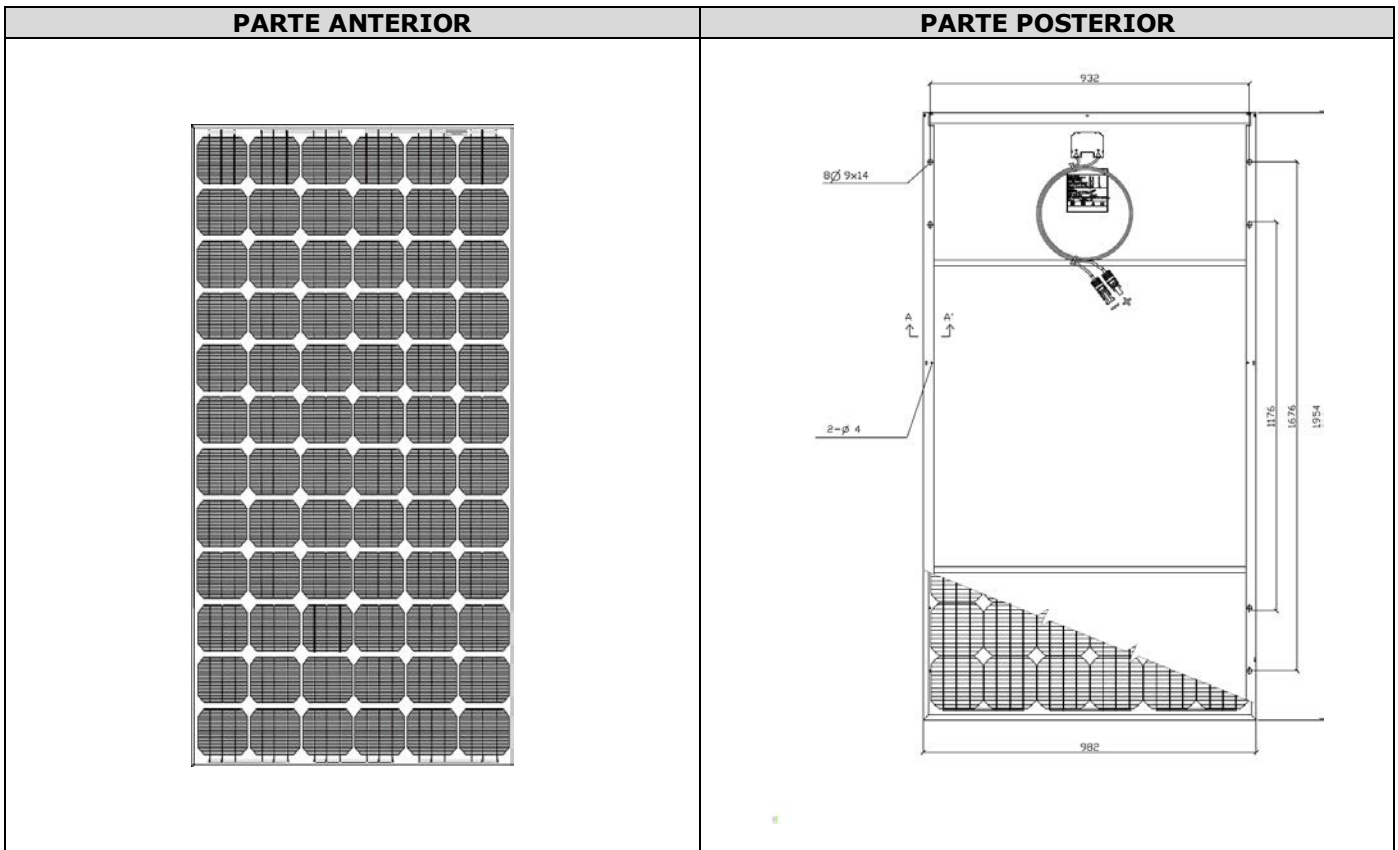 PARTE ANTERIOR
PARTE POSTERIOR
932
8Ø 9x14
A A'
2-ø 4
1176
1676
1954
+
-
982